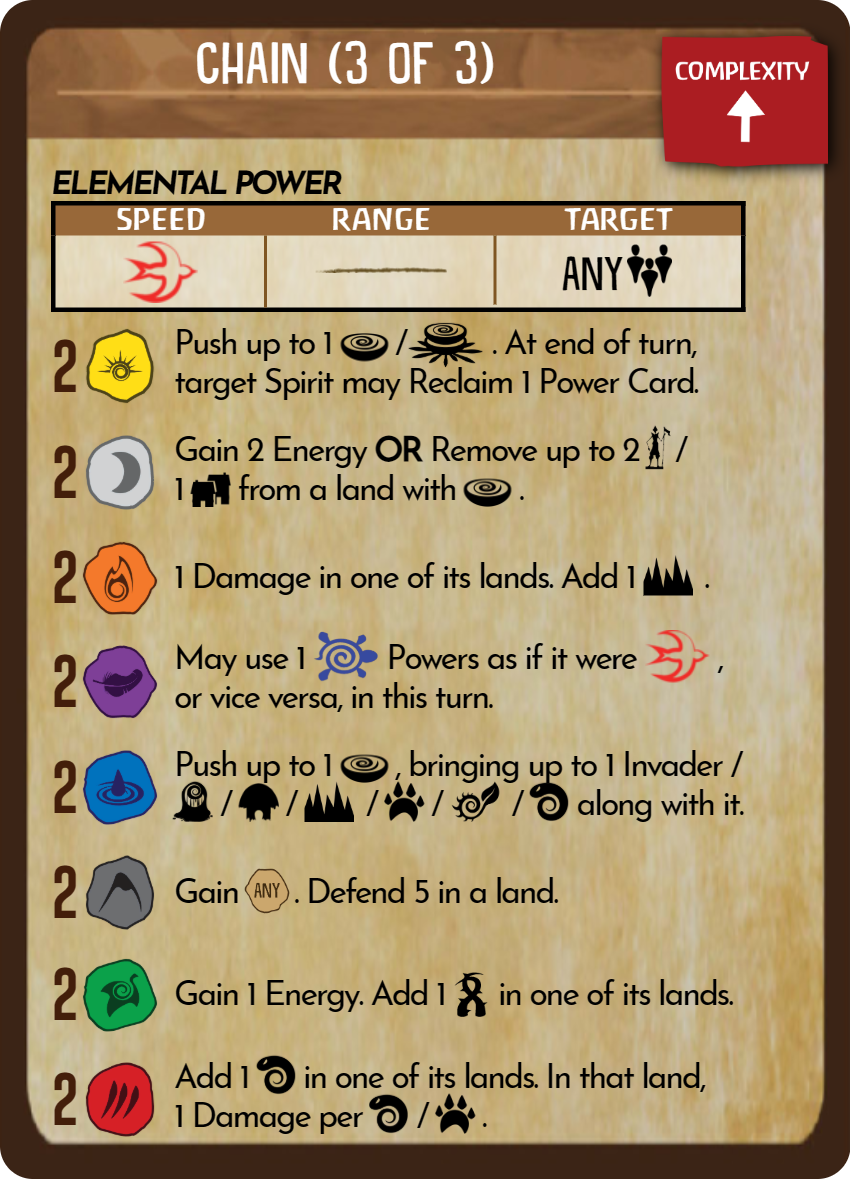 CHAIN (3 OF 3)
COMPLEXITY
ELEMENTAL POWER
SPEED RANGE TARGET
ANY
2 Push up to 1 / . At end of turn,
target Spirit may Reclaim 1 Power Card.
2 Gain 2 Energy OR Remove up to 2 /
1 from a land with .
2 1 Damage in one of its lands. Add 1 .
2 May use 1 Powers as if it were ,
or vice versa, in this turn.
2 Push up to 1 , bringing up to 1 Invader /
/ / / / / along with it.
2 Gain ANY . Defend 5 in a land.
2 Gain 1 Energy. Add 1 in one of its lands.
2 Add 1 in one of its lands. In that land,
1 Damage per / .